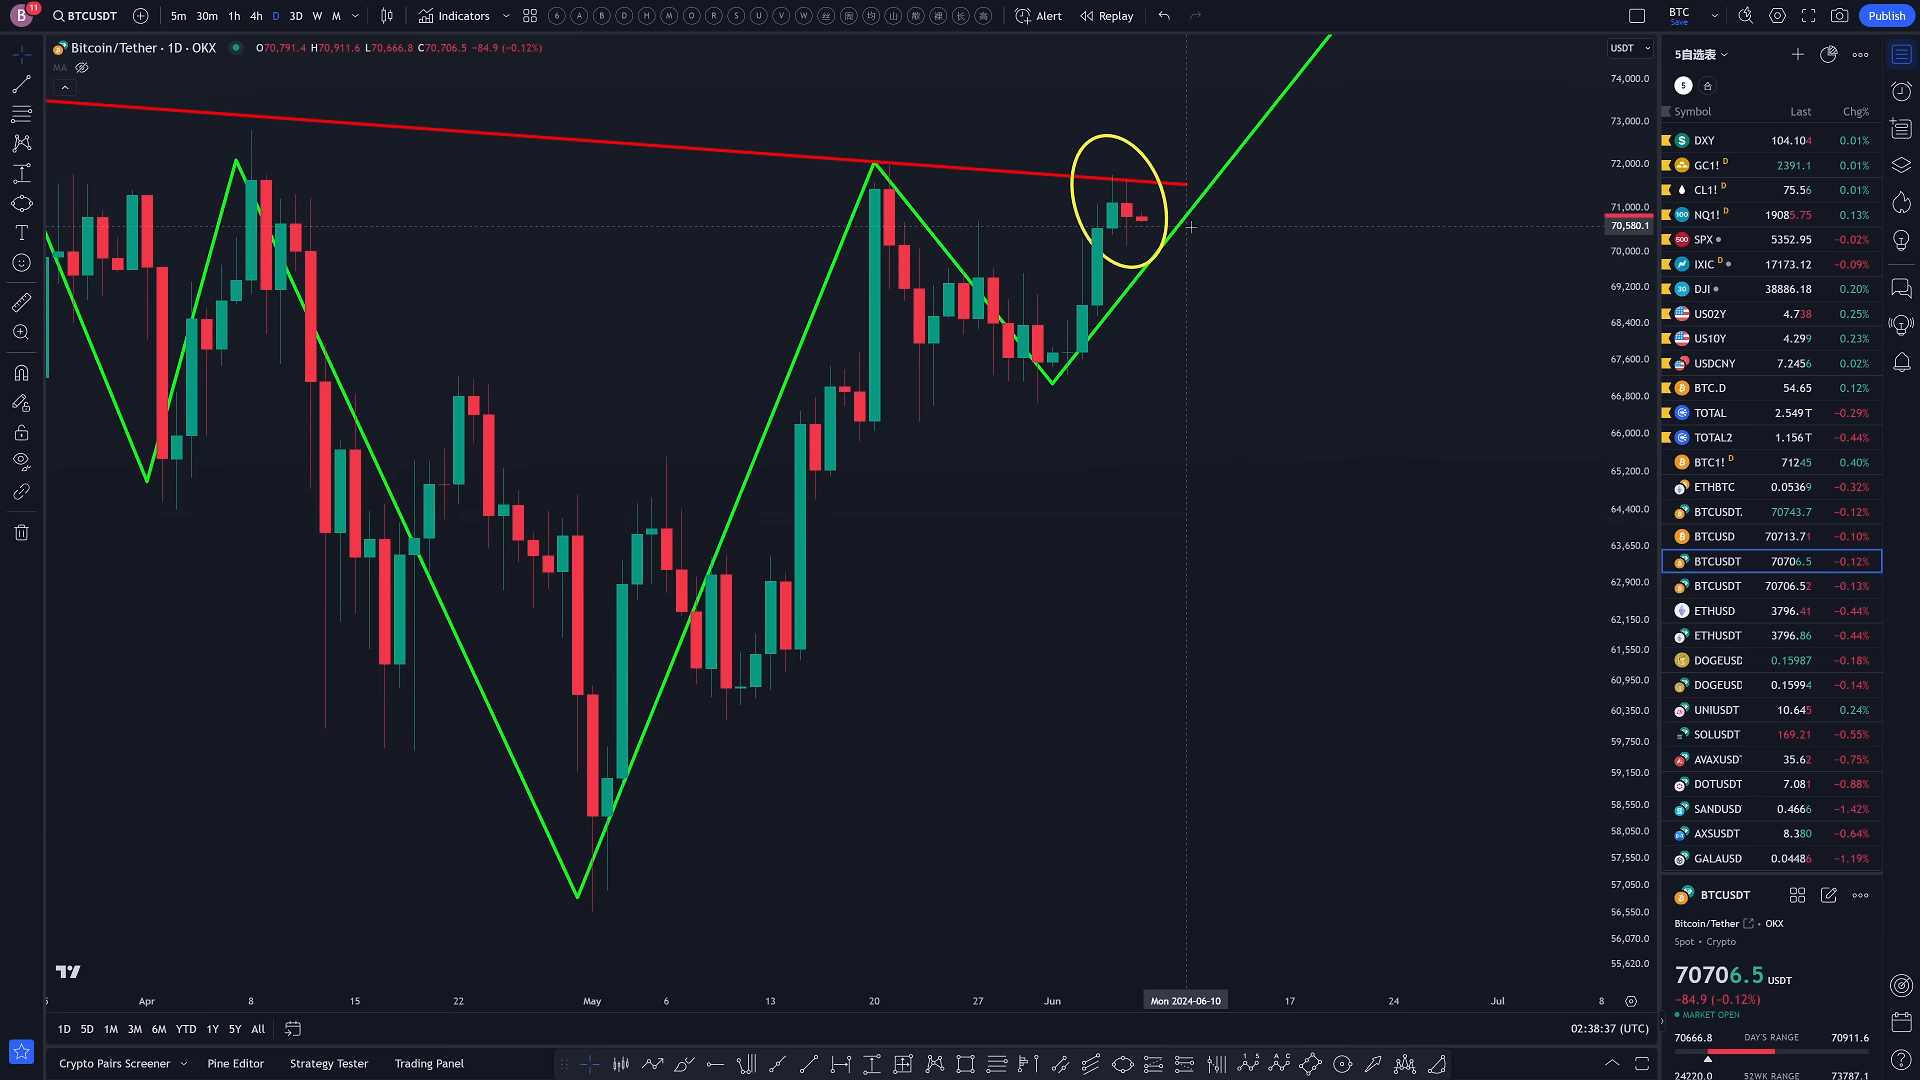 B 11 BTCUSDT 5m 30m 1h 4h D 3D W M Indicators 6 A B D H M O R S U V W 丝 周 均 山 散 裸 长 高 Alert Replay BTC Save Publish
Bitcoin/Tether · 1D · OKX O70,791.4 H70,911.6 L70,666.8 C70,706.5 −84.9 (−0.12%)
MA
USDT
74,000.0
73,000.0
72,000.0
71,000.0
70,580.1
70,000.0
69,200.0
68,400.0
67,600.0
66,800.0
66,000.0
65,200.0
64,400.0
63,650.0
62,900.0
62,150.0
61,550.0
60,950.0
60,350.0
59,750.0
59,150.0
58,550.0
58,050.0
57,550.0
57,050.0
56,550.0
56,070.0
55,620.0
Apr 8 15 22 May 6 13 20 27 Jun Mon 2024-06-10 17 24 Jul 8
1D 5D 1M 3M 6M YTD 1Y 5Y All 02:38:37 (UTC)
Crypto Pairs Screener Pine Editor Strategy Tester Trading Panel
5自选表
5
Symbol Last Chg%
DXY 104.104 0.01%
GC1! D 2391.1 0.01%
CL1! D 75.56 0.01%
NQ1! D 19085.75 0.13%
SPX 5352.95 −0.02%
IXIC D 17173.12 −0.09%
DJI 38886.18 0.20%
US02Y 4.738 0.25%
US10Y 4.299 0.23%
USDCNY 7.2456 0.02%
BTC.D 54.65 0.12%
TOTAL 2.549 T −0.29%
TOTAL2 1.156 T −0.44%
BTC1! D 71245 0.40%
ETHBTC 0.05369 −0.32%
BTCUSDT. 70743.7 −0.12%
BTCUSD 70713.71 −0.10%
BTCUSDT 70706.5 −0.12%
BTCUSDT 70706.52 −0.13%
ETHUSD 3796.41 −0.44%
ETHUSDT 3796.86 −0.44%
DOGEUSD 0.15987 −0.18%
DOGEUSD 0.15994 −0.14%
UNIUSDT 10.645 0.24%
SOLUSDT 169.21 −0.55%
AVAXUSDT 35.62 −0.75%
DOTUSDT 7.081 −0.88%
SANDUSD 0.4666 −1.42%
AXSUSDT 8.380 −0.64%
GALAUSD 0.04486 −1.19%
BTCUSDT
Bitcoin/Tether · OKX
Spot · Crypto
70706.5 USDT
−84.9 (−0.12%)
MARKET OPEN
70666.8 DAY'S RANGE 70911.6
24220.0 52WK RANGE 73787.1